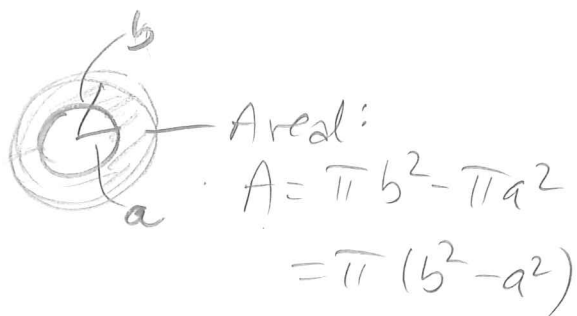 b
Areal:
A = πb² - πa²
a
= π(b² - a²)